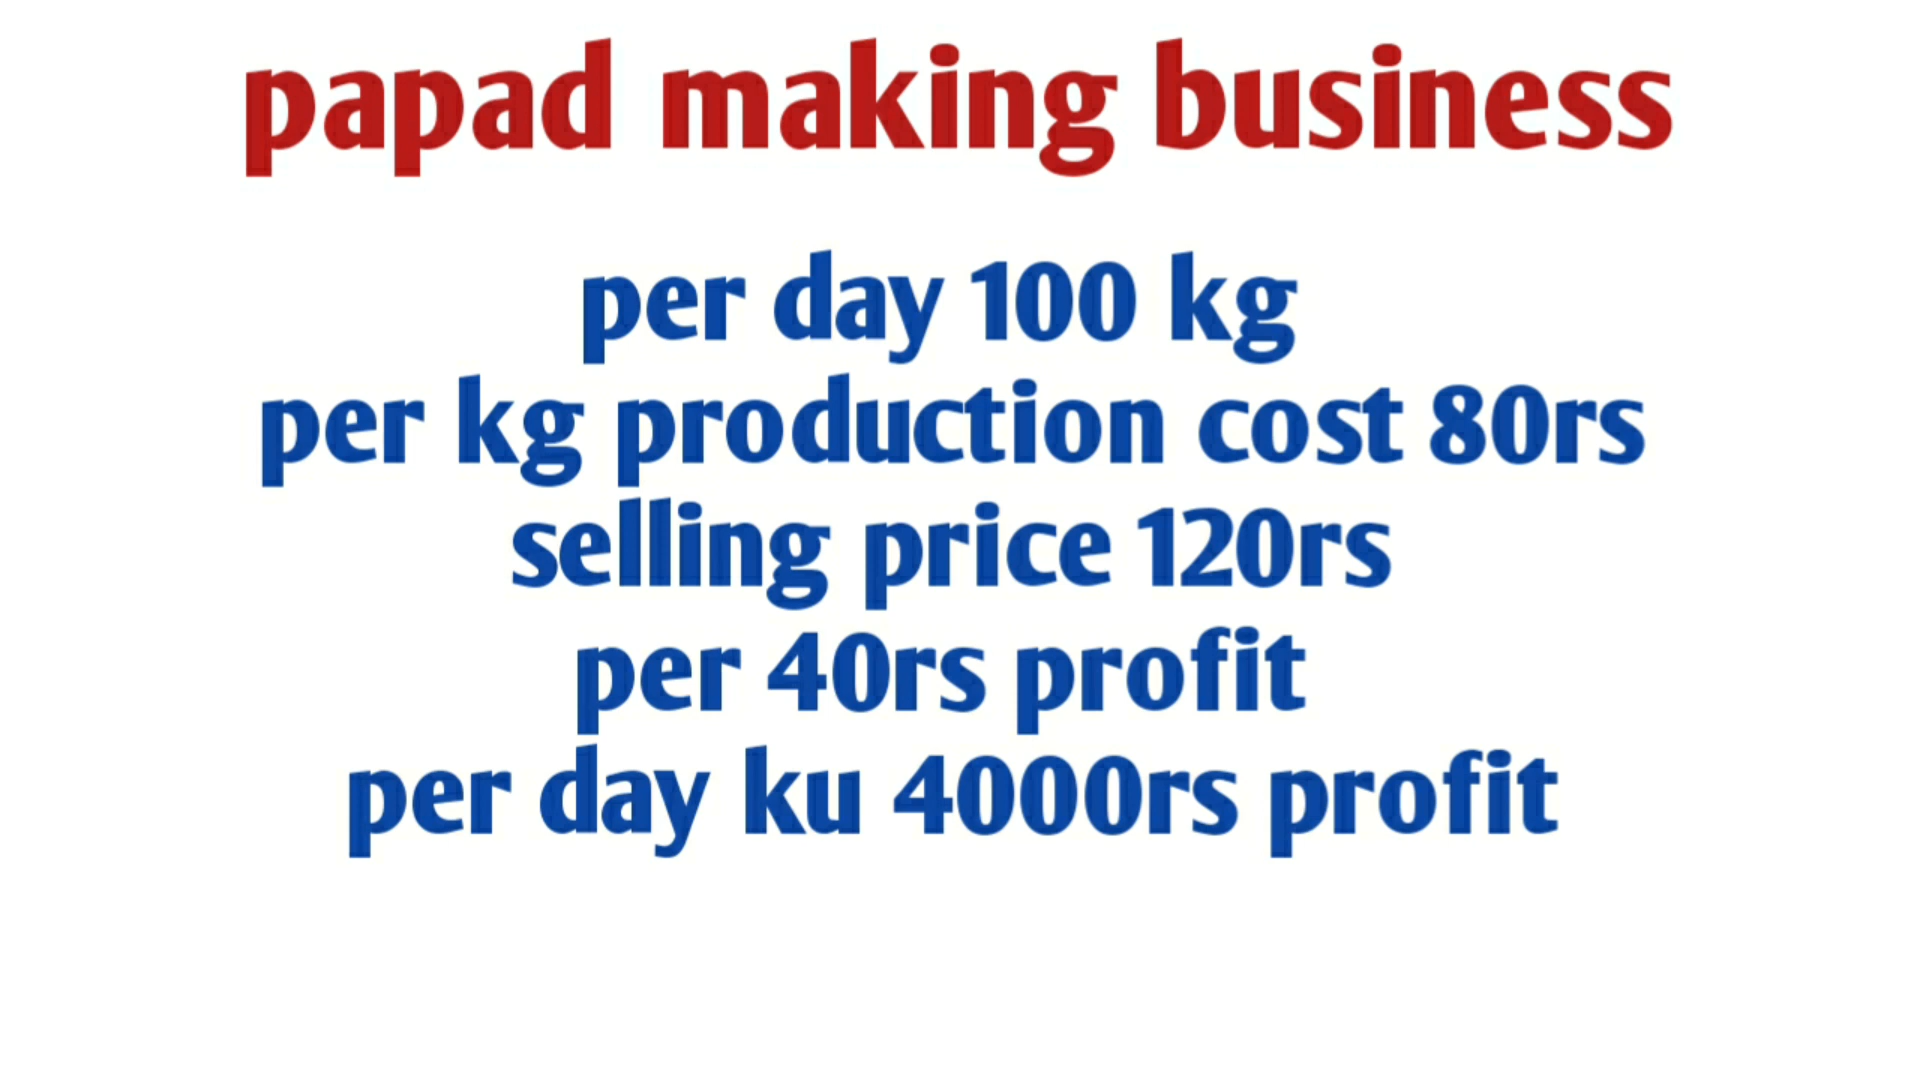 papad making business
per day 100 kg
per kg production cost 80rs
selling price 120rs
per 40rs profit
per day ku 4000rs profit